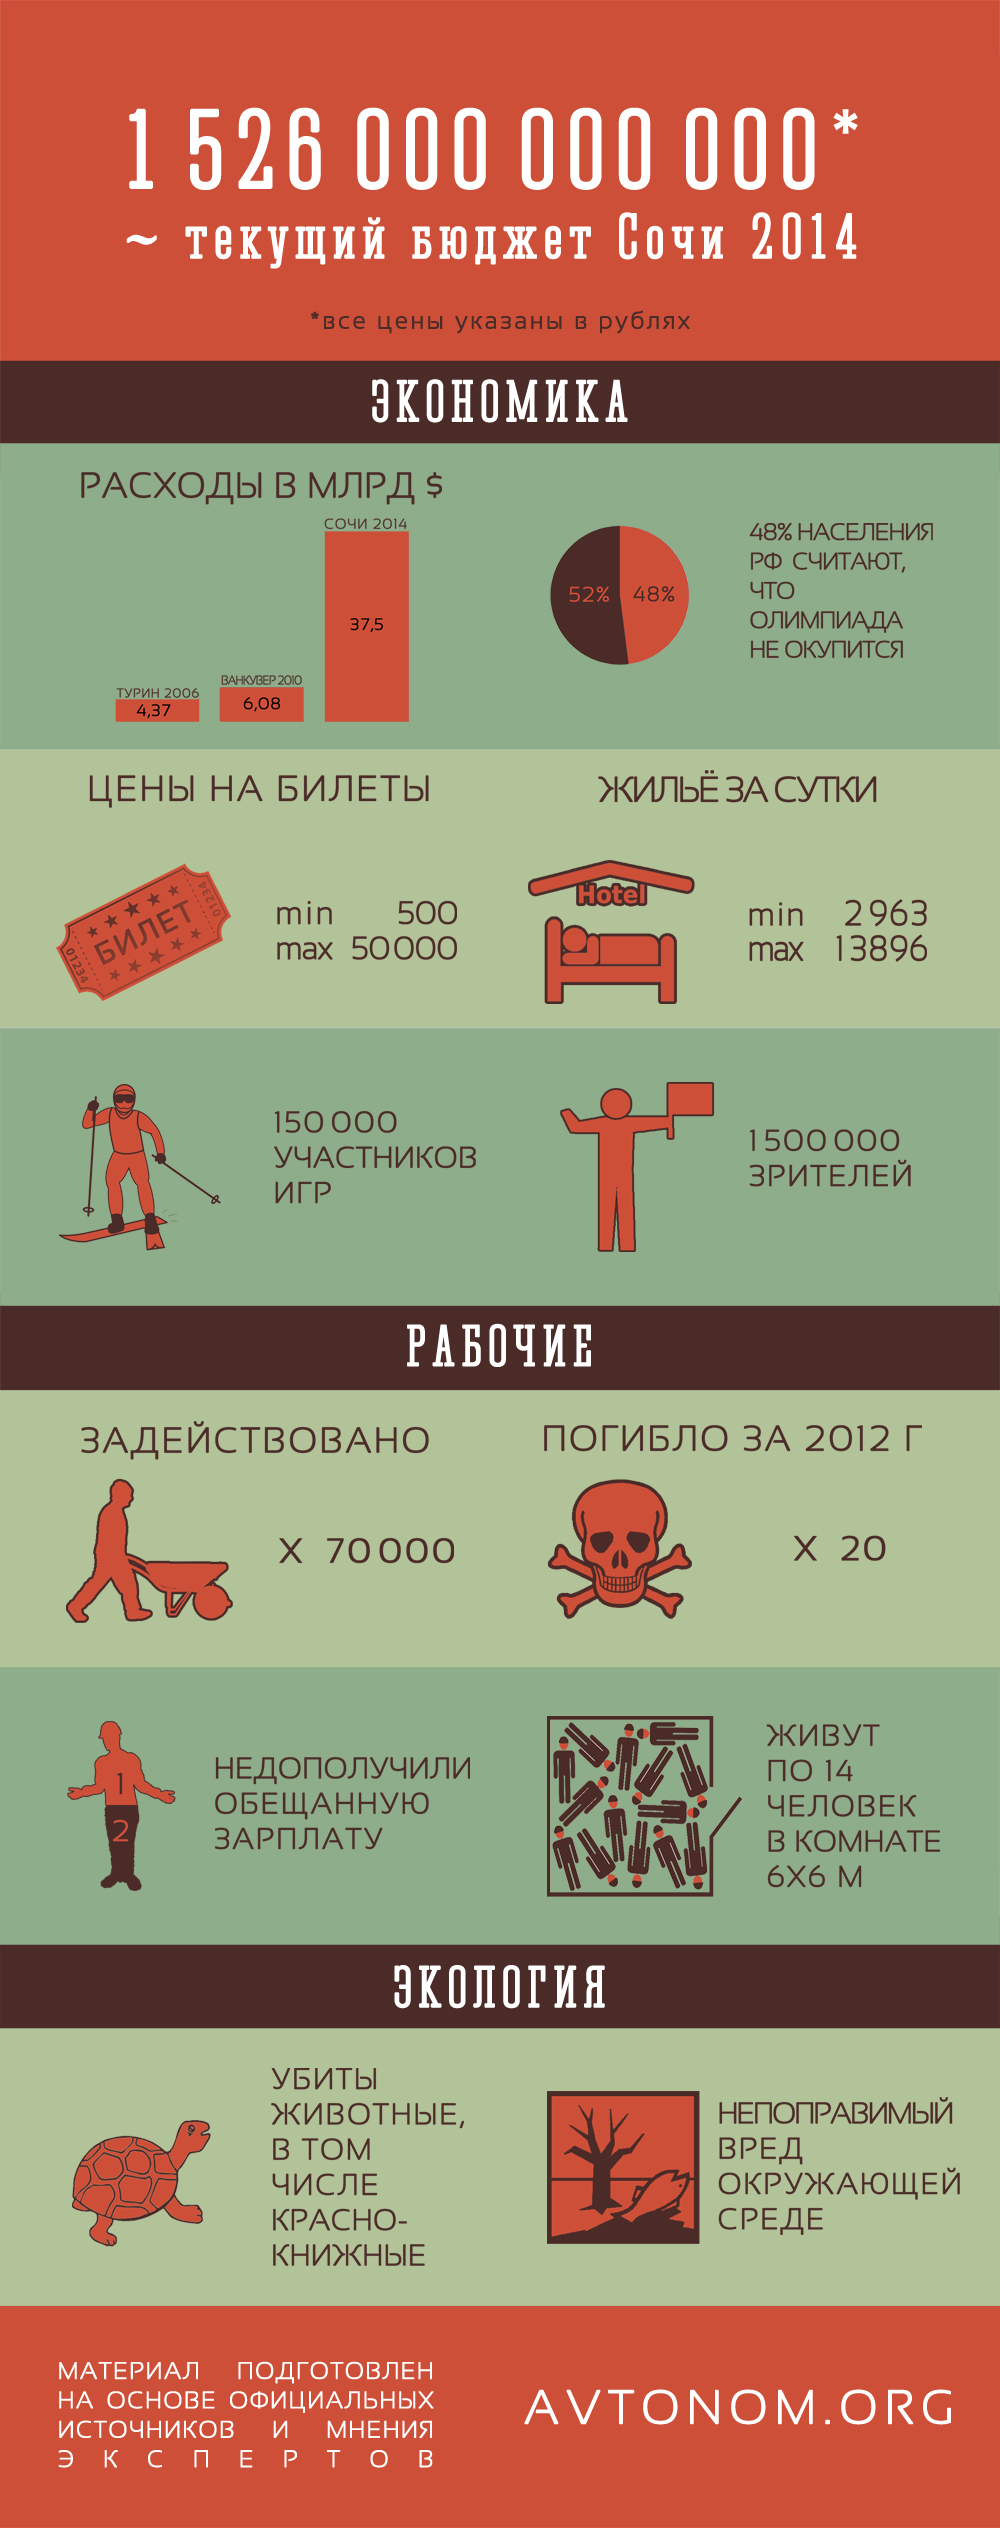 1 526 000 000 000*
~ текущий бюджет Сочи 2014
*все цены указаны в рублях
ЭКОНОМИКА
РАСХОДЫ В МЛРД $
СОЧИ 2014
37,5
ВАНКУВЕР 2010
6,08
ТУРИН 2006
4,37
52%
48%
48% НАСЕЛЕНИЯ
РФ СЧИТАЮТ,
ЧТО
ОЛИМПИАДА
НЕ ОКУПИТСЯ
ЦЕНЫ НА БИЛЕТЫ
01234
БИЛЕТ
01234
min 500
max 50000
ЖИЛЬЁ ЗА СУТКИ
Hotel
min 2963
max 13896
150 000
УЧАСТНИКОВ
ИГР
1500 000
ЗРИТЕЛЕЙ
РАБОЧИЕ
ЗАДЕЙСТВОВАНО
X 70 000
ПОГИБЛО ЗА 2012 Г
X 20
1
2
НЕДОПОЛУЧИЛИ
ОБЕЩАННУЮ
ЗАРПЛАТУ
ЖИВУТ
ПО 14
ЧЕЛОВЕК
В КОМНАТЕ
6X6 М
ЭКОЛОГИЯ
УБИТЫ
ЖИВОТНЫЕ,
В ТОМ
ЧИСЛЕ
КРАСНО-
КНИЖНЫЕ
НЕПОПРАВИМЫЙ
ВРЕД
ОКРУЖАЮЩЕЙ
СРЕДЕ
МАТЕРИАЛ ПОДГОТОВЛЕН
НА ОСНОВЕ ОФИЦИАЛЬНЫХ
ИСТОЧНИКОВ И МНЕНИЯ
ЭКСПЕРТОВ
AVTONOM.ORG